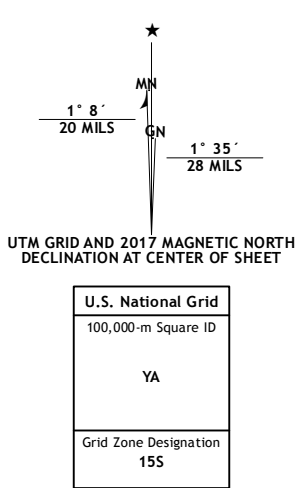 ★
MN
1° 8´
20 MILS
GN
1° 35´
28 MILS
UTM GRID AND 2017 MAGNETIC NORTH
DECLINATION AT CENTER OF SHEET
U.S. National Grid
100,000-m Square ID
YA
Grid Zone Designation
15S